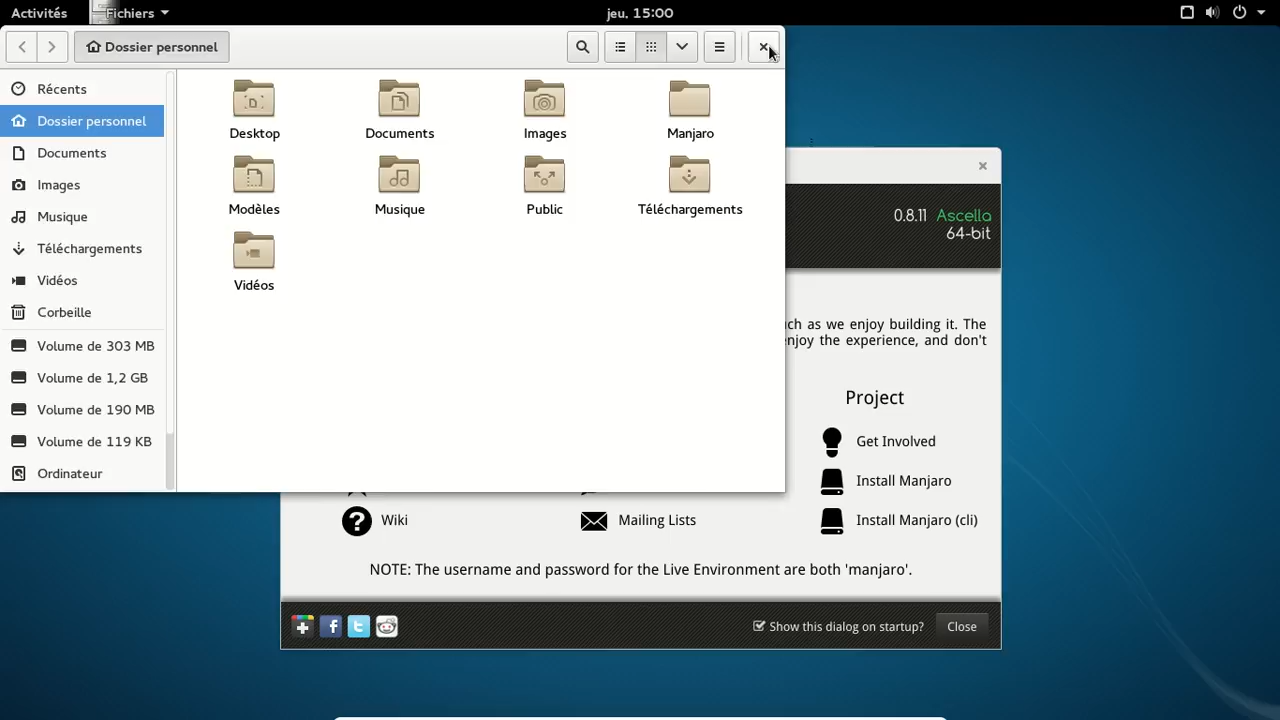 Activités
Fichiers
jeu. 15:00
Dossier personnel
Récents
Dossier personnel
Documents
Images
Musique
Téléchargements
Vidéos
Corbeille
Volume de 303 MB
Volume de 1,2 GB
Volume de 190 MB
Volume de 119 KB
Ordinateur
Desktop
Documents
Images
Manjaro
Modèles
Musique
Public
Téléchargements
Vidéos
0.8.11 Ascella
64-bit
as we enjoy building it. The
enjoy the experience, and don't
Project
Get Involved
Install Manjaro
Wiki
Mailing Lists
Install Manjaro (cli)
NOTE: The username and password for the Live Environment are both 'manjaro'.
Show this dialog on startup?
Close